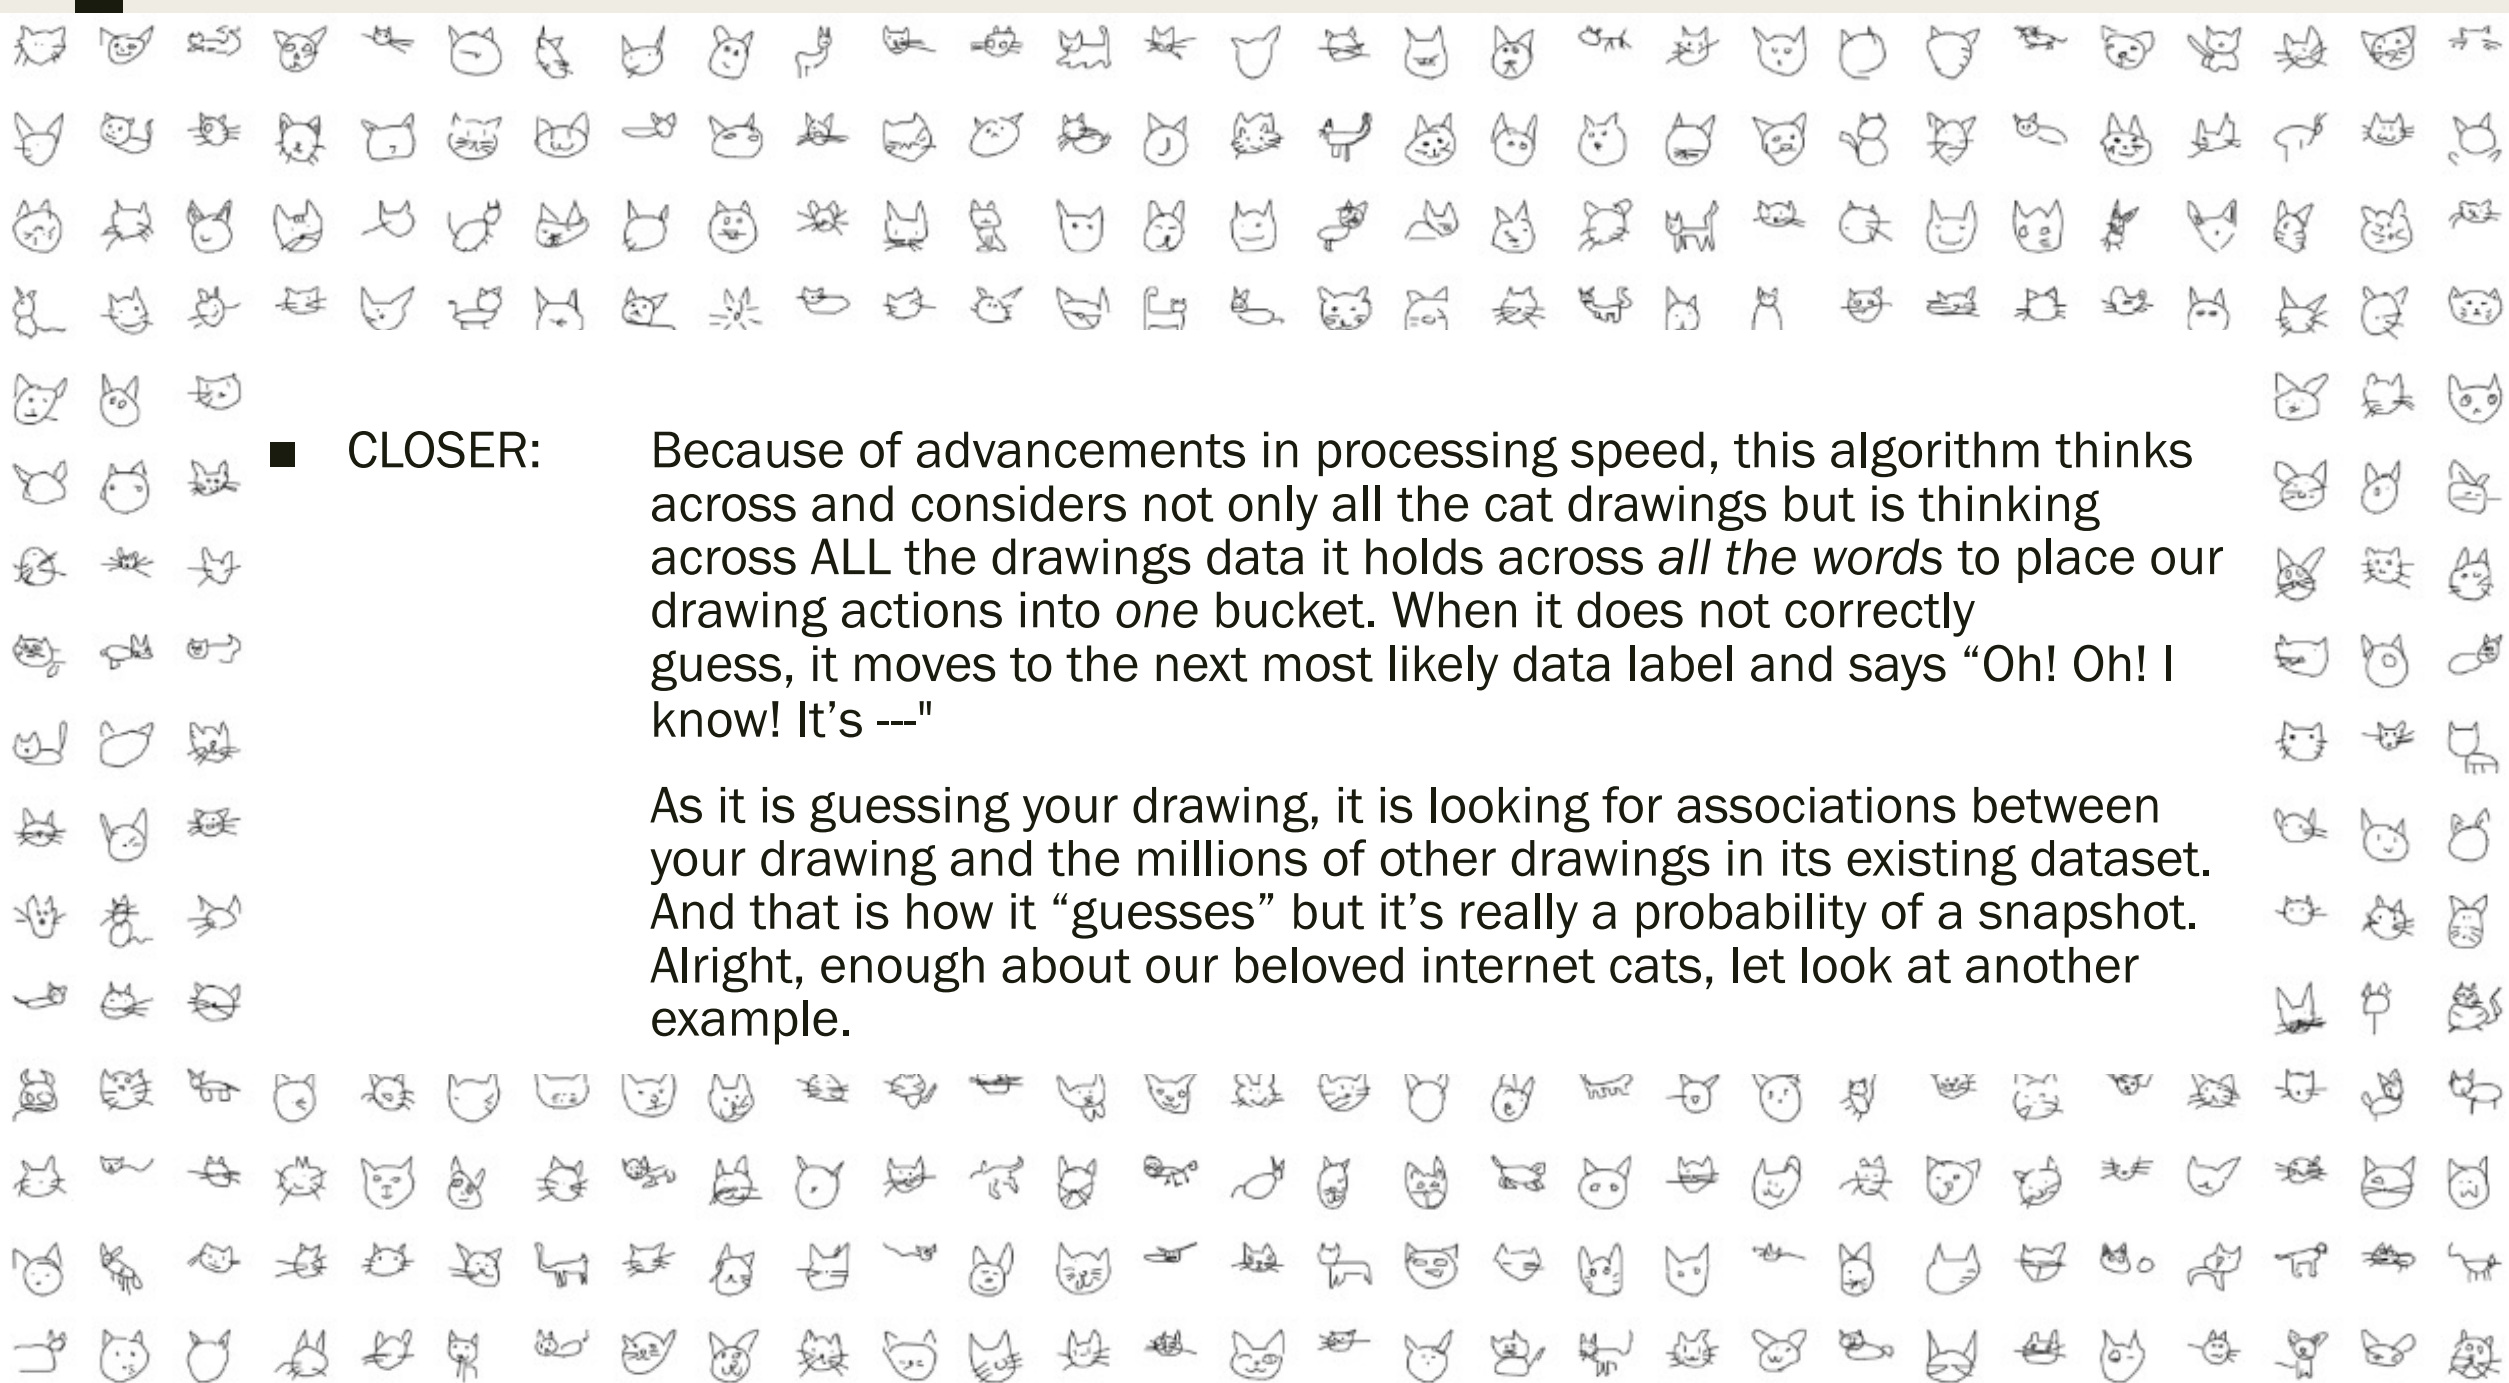 ■ CLOSER: Because of advancements in processing speed, this algorithm thinks
across and considers not only all the cat drawings but is thinking
across ALL the drawings data it holds across all the words to place our
drawing actions into one bucket. When it does not correctly
guess, it moves to the next most likely data label and says “Oh! Oh! I
know! It’s ---"
As it is guessing your drawing, it is looking for associations between
your drawing and the millions of other drawings in its existing dataset.
And that is how it “guesses” but it’s really a probability of a snapshot.
Alright, enough about our beloved internet cats, let look at another
example.